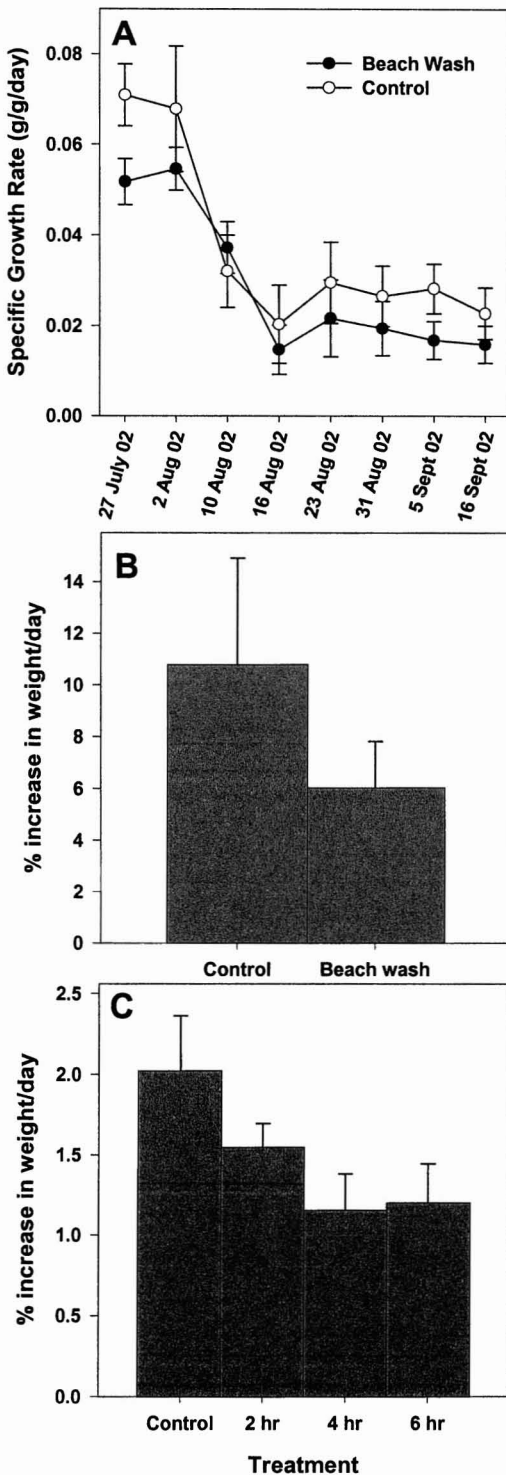 A
Beach Wash
Control
Specific Growth Rate (g/g/day)
0.08
0.06
0.04
0.02
0.00
27 July 02
2 Aug 02
10 Aug 02
16 Aug 02
23 Aug 02
31 Aug 02
5 Sept 02
16 Sept 02
B
% increase in weight/day
14
12
10
8
6
4
2
0
Control
Beach wash
C
% increase in weight/day
2.5
2.0
1.5
1.0
0.5
0.0
Control
2 hr
4 hr
6 hr
Treatment